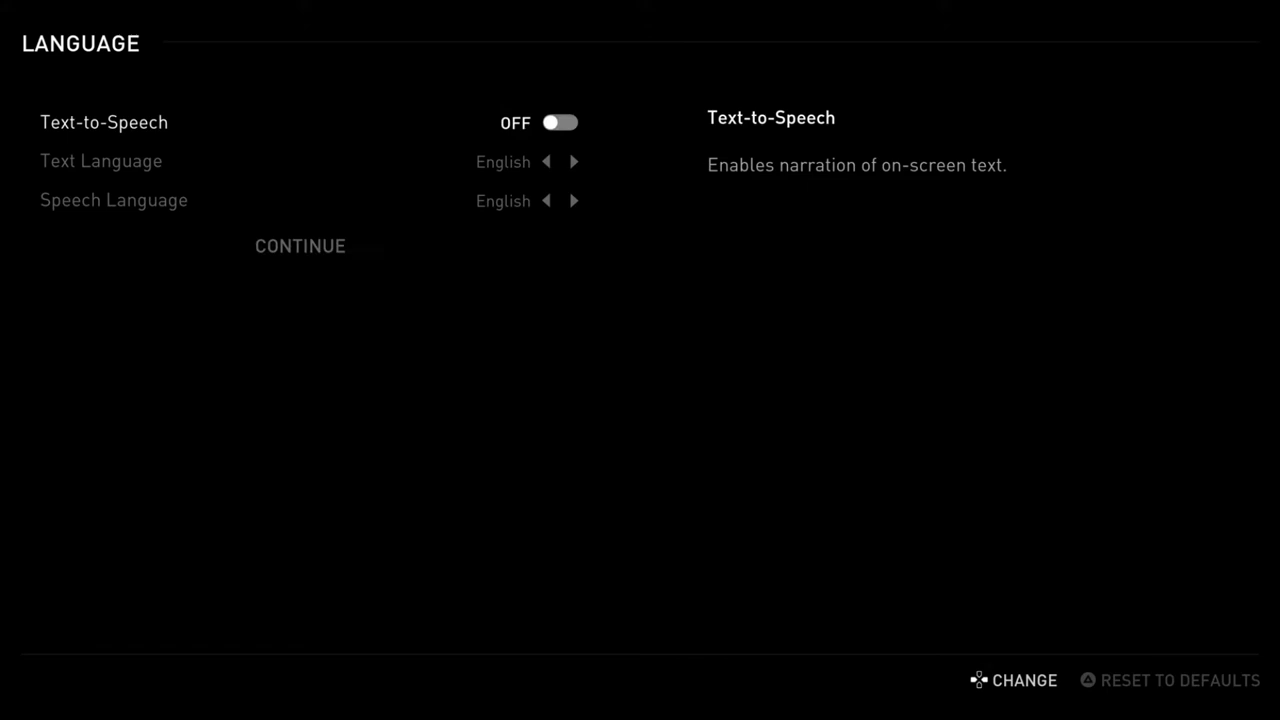 LANGUAGE
Text-to-Speech OFF
Text Language English
Speech Language English
CONTINUE
Text-to-Speech
Enables narration of on-screen text.
CHANGE RESET TO DEFAULTS